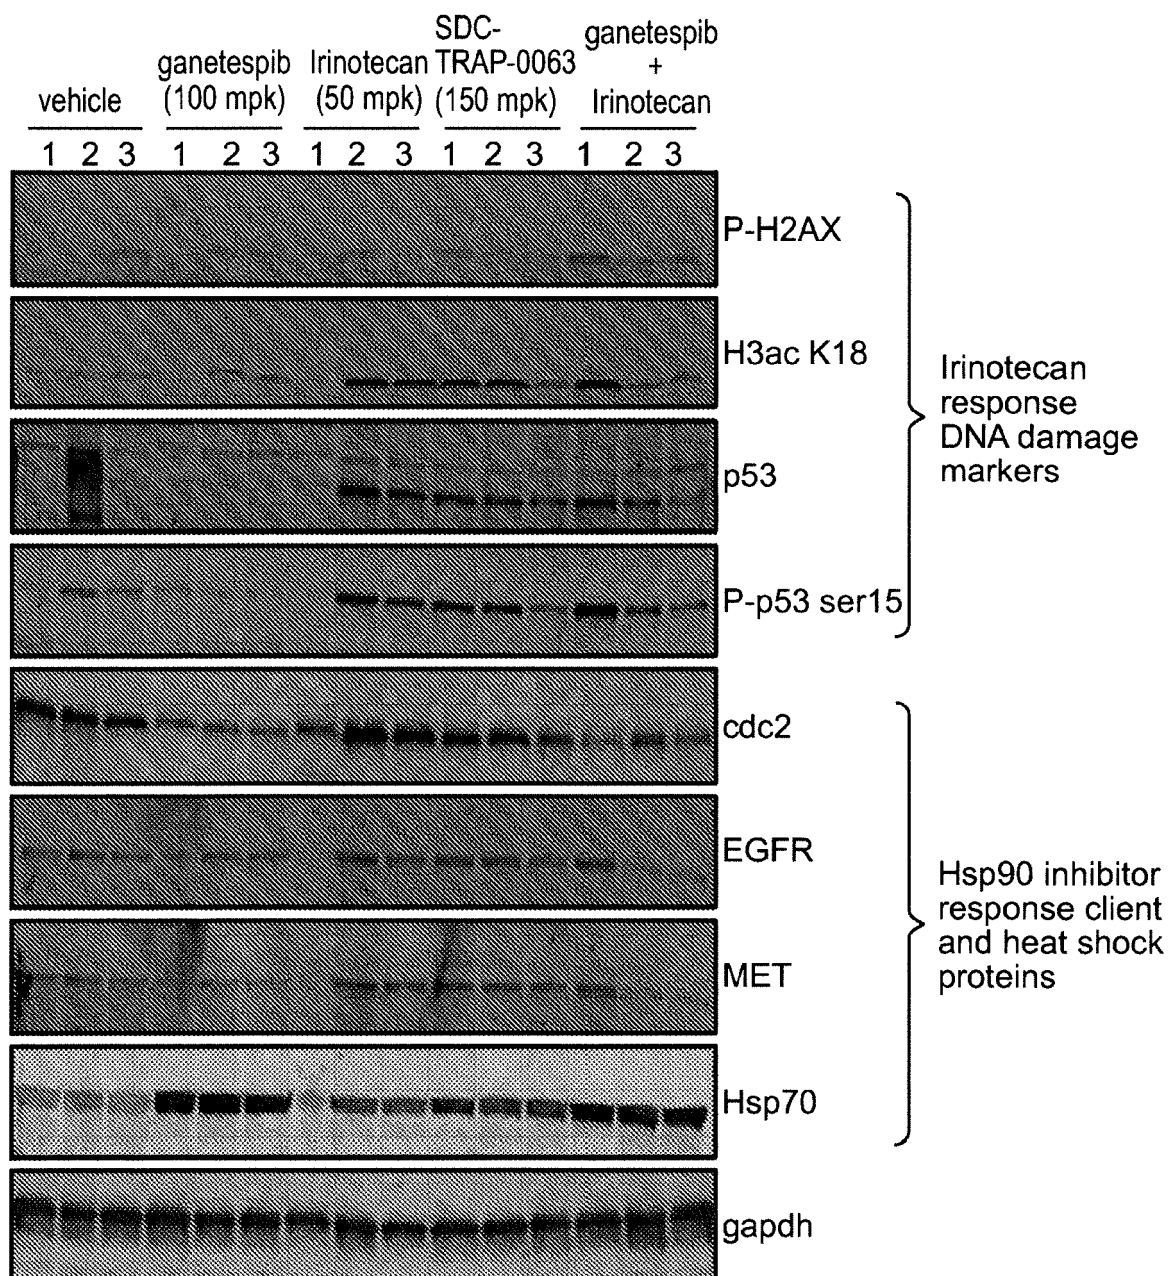 vehicle
ganetespib
(100 mpk)
Irinotecan
(50 mpk)
SDC-
TRAP-0063
(150 mpk)
ganetespib
+
Irinotecan
1 2 3 1 2 3 1 2 3 1 2 3 1 2 3
P-H2AX
H3ac K18
p53
P-p53 ser15
Irinotecan
response
DNA damage
markers
cdc2
EGFR
MET
Hsp70
Hsp90 inhibitor
response client
and heat shock
proteins
gapdh